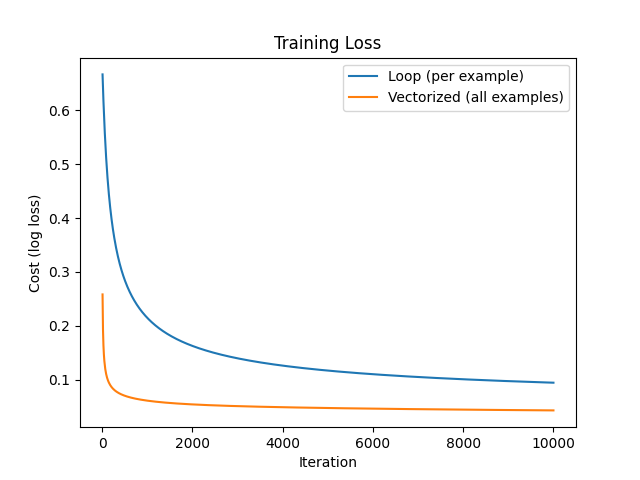 Training Loss
Loop (per example)
Vectorized (all examples)
0.6
0.5
0.4
0.3
0.2
0.1
Cost (log loss)
0 2000 4000 6000 8000 10000
Iteration